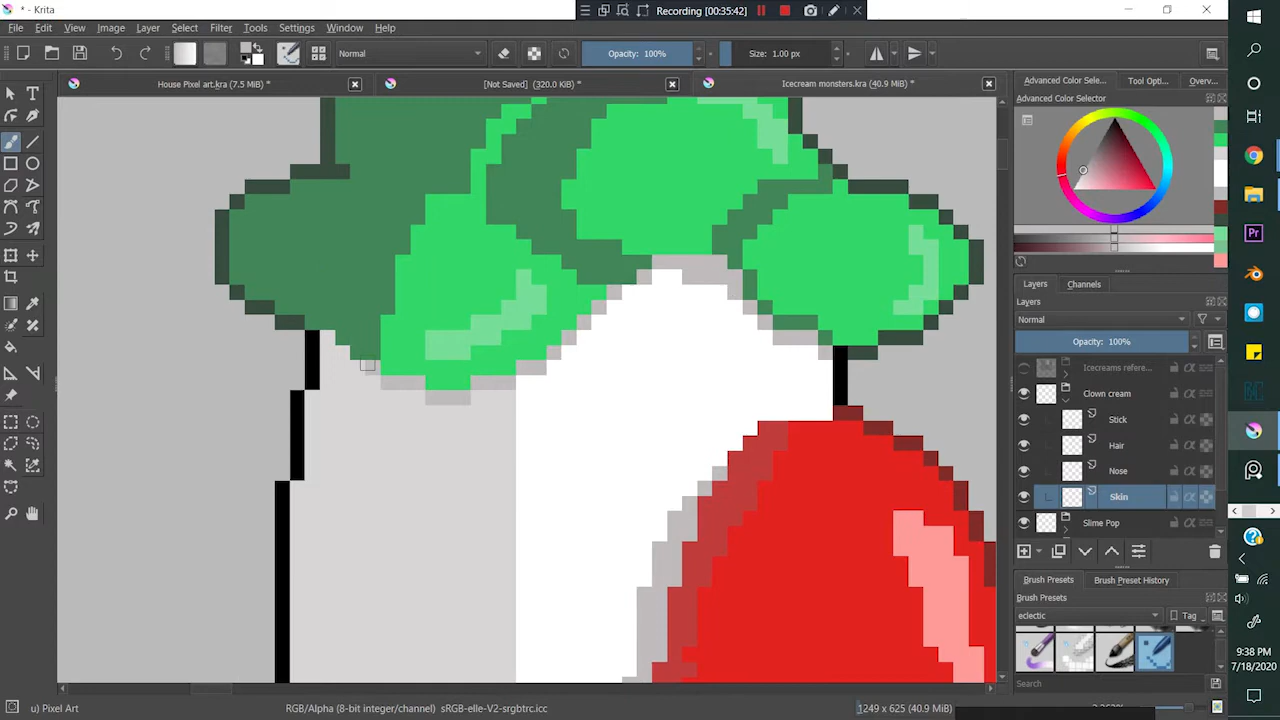 * - Krita
Recording (00:35:42)
File Edit View Image Layer Select Filter Tools Settings Window Help
Normal Opacity: 100% Size: 1.00 px
House Pixel art.kra (7.5 MiB) * [Not Saved] (320.0 KiB) * Icecream monsters.kra (40.9 MiB) *
Advanced Color Sele... Tool Opti... Overv...
Advanced Color Selector
Layers Channels
Layers
Normal
Opacity: 100%
Icecreams refere...
Clown cream
Stick
Hair
Nose
Skin
Slime Pop
Brush Presets Brush Preset History
Brush Presets
eclectic Tag
Search
u) Pixel Art RGB/Alpha (8-bit integer/channel) sRGB-elle-V2-srgbtrc.icc 1249 x 625 (40.9 MiB)
Pr
9:38 PM
7/18/2020